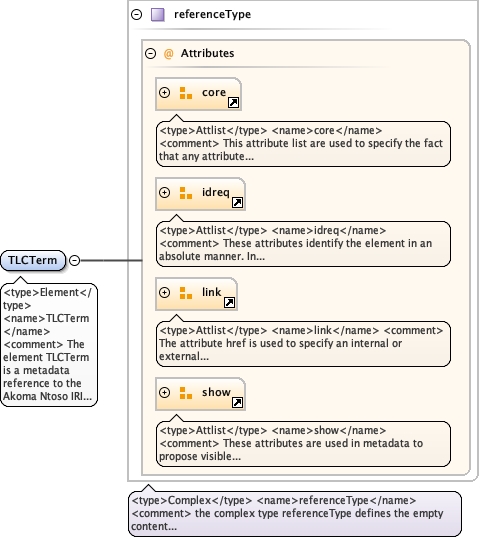 referenceType
@ Attributes
core
<type>Attlist</type> <name>core</name>
<comment> This attribute list are used to specify the fact
that any attribute...
idreq
<type>Attlist</type> <name>idreq</name>
<comment> These attributes identify the element in an
absolute manner. In...
TLCTerm
<type>Element</
type>
<name>TLCTerm
</name>
<comment> The
element TLCTerm
is a metadata
reference to the
Akoma Ntoso IRI...
link
<type>Attlist</type> <name>link</name> <comment>
The attribute href is used to specify an internal or
external...
show
<type>Attlist</type> <name>show</name>
<comment> These attributes are used in metadata to
propose visible...
<type>Complex</type> <name>referenceType</name>
<comment> the complex type referenceType defines the empty
content...